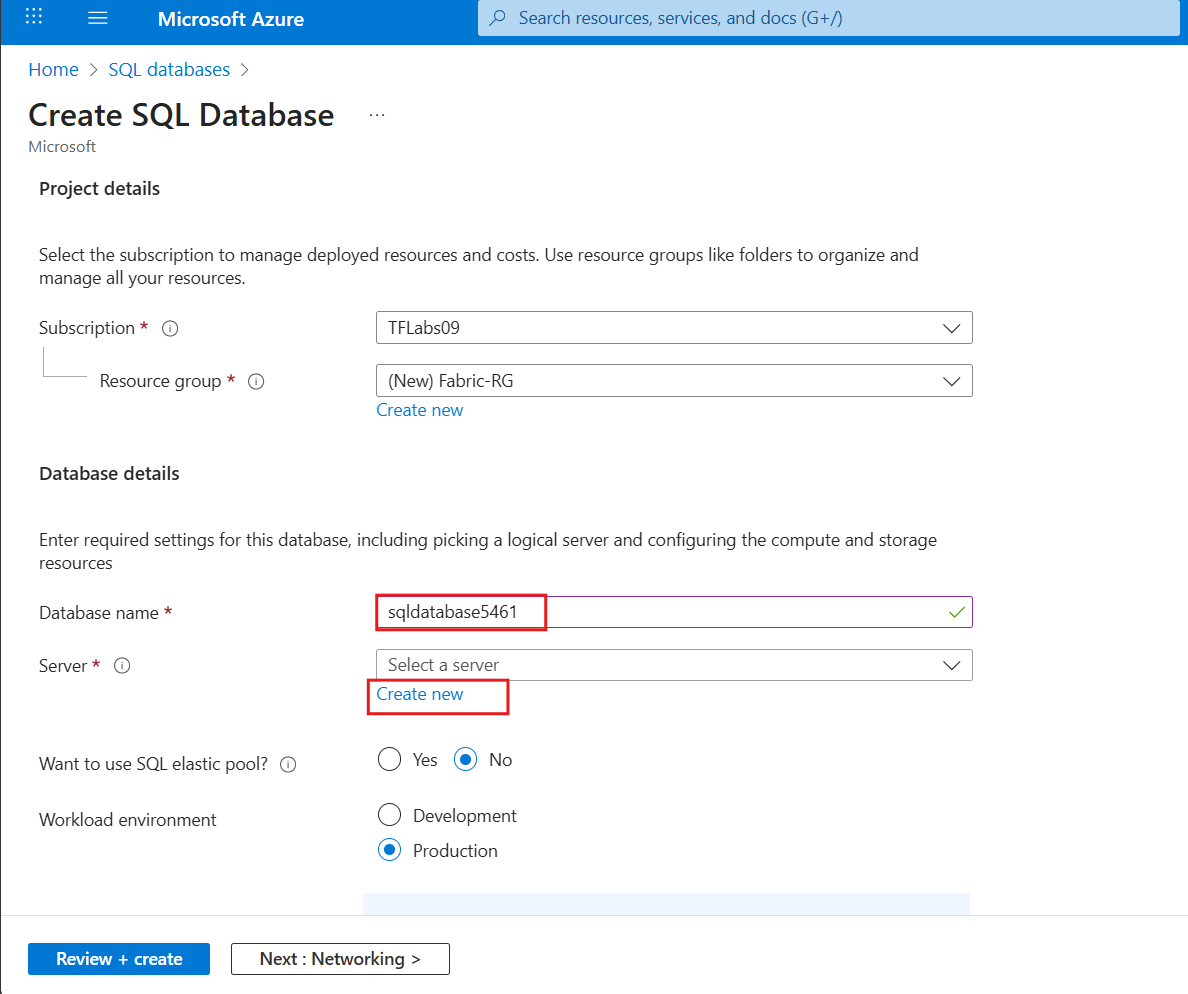 Microsoft Azure
Search resources, services, and docs (G+/)
Home > SQL databases >
Create SQL Database ...
Microsoft
Project details
Select the subscription to manage deployed resources and costs. Use resource groups like folders to organize and
manage all your resources.
Subscription *
TFLabs09
Resource group *
(New) Fabric-RG
Create new
Database details
Enter required settings for this database, including picking a logical server and configuring the compute and storage
resources
Database name *
sqldatabase5461
Server *
Select a server
Create new
Want to use SQL elastic pool?
Yes No
Workload environment
Development
Production
Review + create
Next : Networking >